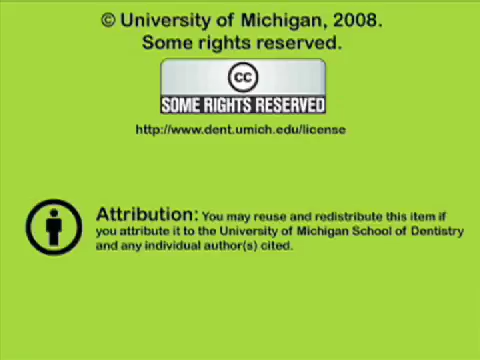 © University of Michigan, 2008.
Some rights reserved.
cc
SOME RIGHTS RESERVED
http://www.dent.umich.edu/license
Attribution: You may reuse and redistribute this item if
you attribute it to the University of Michigan School of Dentistry
and any individual author(s) cited.